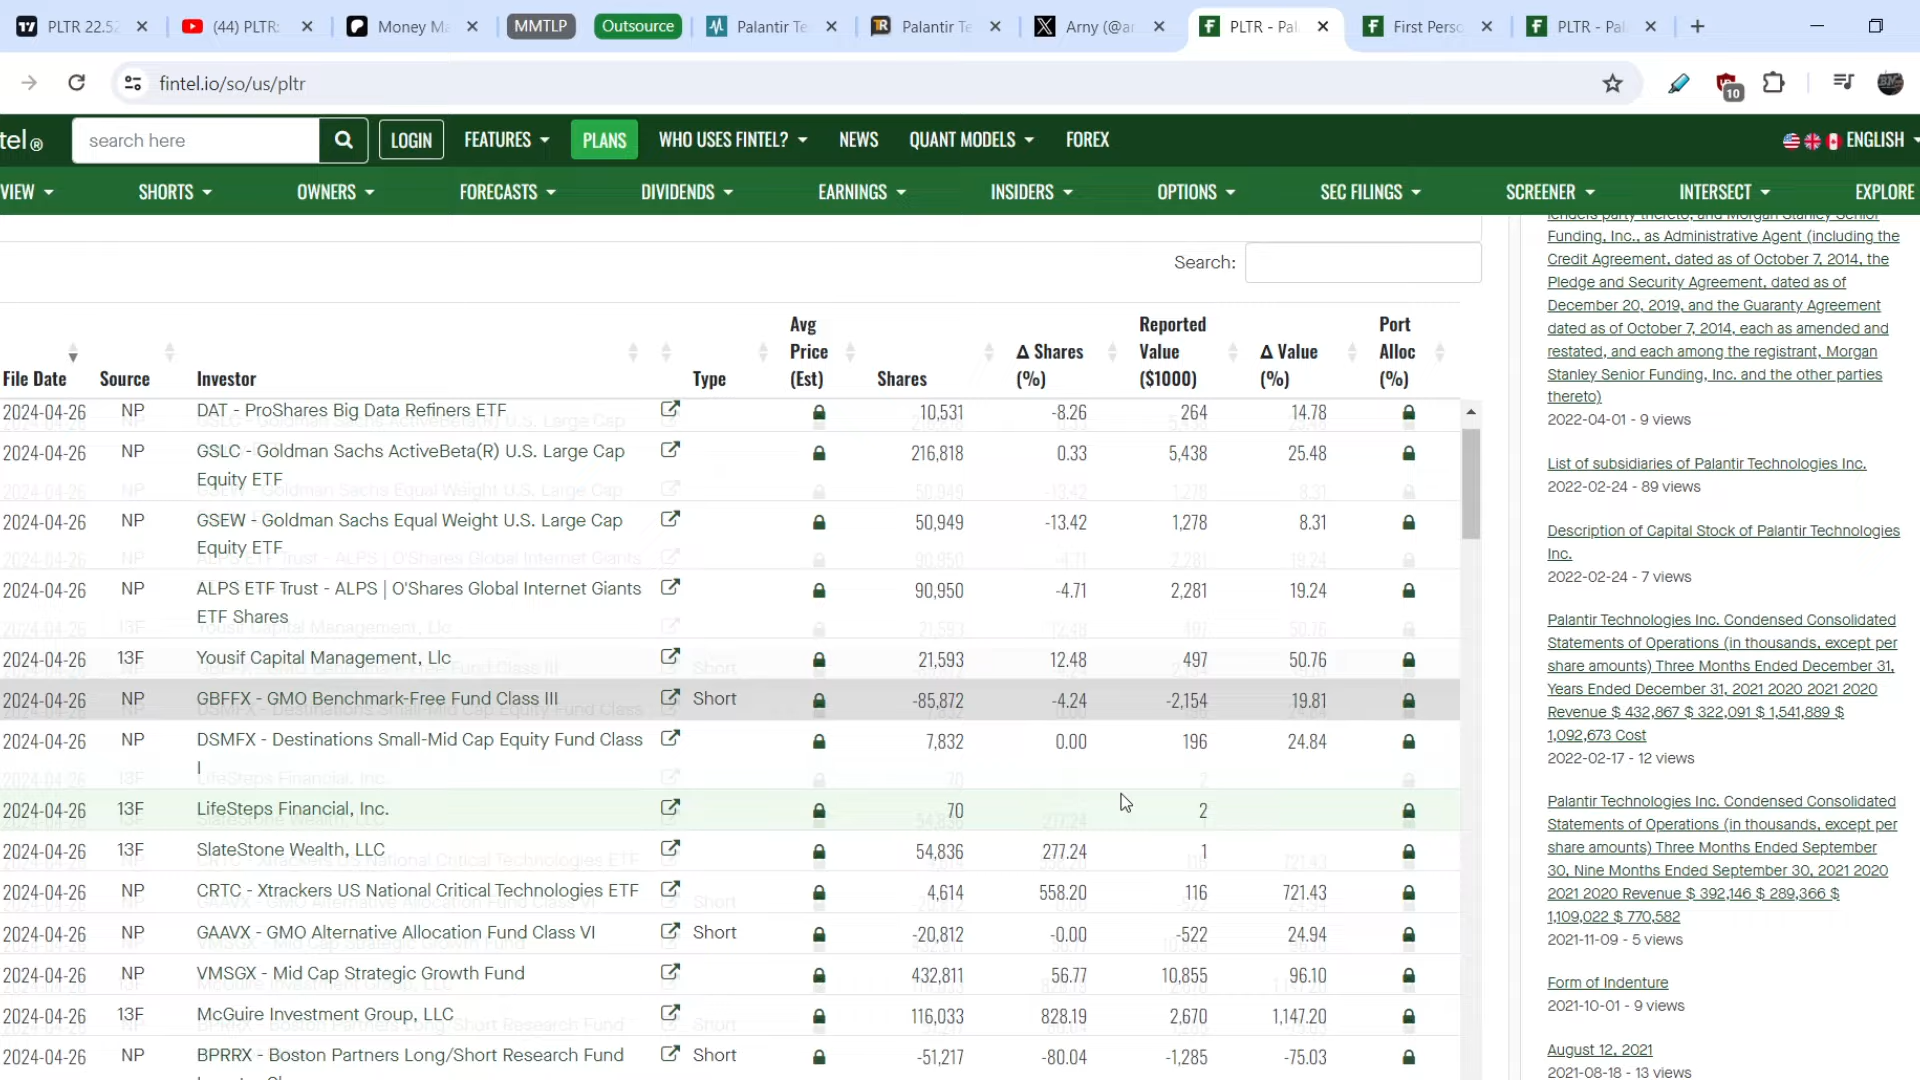 PLTR 22.52
(44) PLTR:
Money Ma
MMTLP
Outsource
Palantir Te
Palantir Te
Arny (@ar
PLTR - Pal
First Perso
PLTR - Pal
fintel.io/so/us/pltr
10
tel®
search here
LOGIN
FEATURES
PLANS
WHO USES FINTEL?
NEWS
QUANT MODELS
FOREX
ENGLISH
VIEW
SHORTS
OWNERS
FORECASTS
DIVIDENDS
EARNINGS
INSIDERS
OPTIONS
SEC FILINGS
SCREENER
INTERSECT
EXPLORE
Search:
File Date Source Investor Type Avg Price (Est) Shares Δ Shares (%) Reported Value ($1000) Δ Value (%) Port Alloc (%)
2024-04-26 NP DAT - ProShares Big Data Refiners ETF 10,531 -8.26 264 14.78
2024-04-26 NP GSLC - Goldman Sachs ActiveBeta(R) U.S. Large Cap 216,818 0.33 5,438 25.48
Equity ETF
2024-04-26 NP GSEW - Goldman Sachs Equal Weight U.S. Large Cap 50,949 -13.42 1,278 8.31
Equity ETF
2024-04-26 NP ALPS ETF Trust - ALPS | O'Shares Global Internet Giants 90,950 -4.71 2,281 19.24
ETF Shares
2024-04-26 13F Yousif Capital Management, Llc 21,593 12.48 497 50.76
2024-04-26 NP GBFFX - GMO Benchmark-Free Fund Class III Short -85,872 -4.24 -2,154 19.81
2024-04-26 NP DSMFX - Destinations Small-Mid Cap Equity Fund Class 7,832 0.00 196 24.84
I
2024-04-26 13F LifeSteps Financial, Inc. 70 2
2024-04-26 13F SlateStone Wealth, LLC 54,836 277.24 1
2024-04-26 NP CRTC - Xtrackers US National Critical Technologies ETF 4,614 558.20 116 721.43
2024-04-26 NP GAAVX - GMO Alternative Allocation Fund Class VI Short -20,812 -0.00 -522 24.94
2024-04-26 NP VMSGX - Mid Cap Strategic Growth Fund 432,811 56.77 10,855 96.10
2024-04-26 13F McGuire Investment Group, LLC 116,033 828.19 2,670 1,147.20
2024-04-26 NP BPRRX - Boston Partners Long/Short Research Fund Short -51,217 -80.04 -1,285 -75.03
lenders party thereto, and Morgan Stanley Senior
Funding, Inc., as Administrative Agent (including the
Credit Agreement, dated as of October 7, 2014, the
Pledge and Security Agreement, dated as of
December 20, 2019, and the Guaranty Agreement
dated as of October 7, 2014, each as amended and
restated, and each among the registrant, Morgan
Stanley Senior Funding, Inc. and the other parties
thereto)
2022-04-01 - 9 views
List of subsidiaries of Palantir Technologies Inc.
2022-02-24 - 89 views
Description of Capital Stock of Palantir Technologies
Inc.
2022-02-24 - 7 views
Palantir Technologies Inc. Condensed Consolidated
Statements of Operations (in thousands, except per
share amounts) Three Months Ended December 31,
Years Ended December 31, 2021 2020 2021 2020
Revenue $ 432,867 $ 322,091 $ 1,541,889 $
1,092,673 Cost
2022-02-17 - 12 views
Palantir Technologies Inc. Condensed Consolidated
Statements of Operations (in thousands, except per
share amounts) Three Months Ended September
30, Nine Months Ended September 30, 2021 2020
2021 2020 Revenue $ 392,146 $ 289,366 $
1,109,022 $ 770,582
2021-11-09 - 5 views
Form of Indenture
2021-10-01 - 9 views
August 12, 2021
2021-08-18 - 13 views